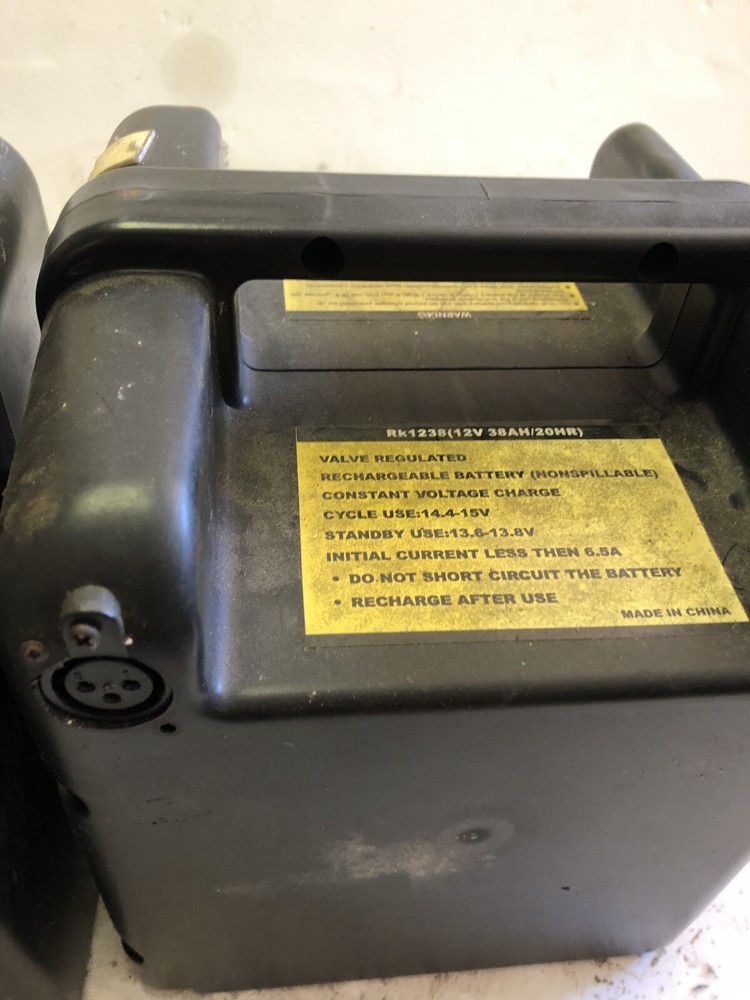 WARNING
Rk1238(12V 38AH/20HR)
VALVE REGULATED
RECHARGEABLE BATTERY (NONSPILLABLE)
CONSTANT VOLTAGE CHARGE
CYCLE USE:14.4-15V
STANDBY USE:13.6-13.8V
INITIAL CURRENT LESS THEN 6.5A
• DO NOT SHORT CIRCUIT THE BATTERY
• RECHARGE AFTER USE
MADE IN CHINA